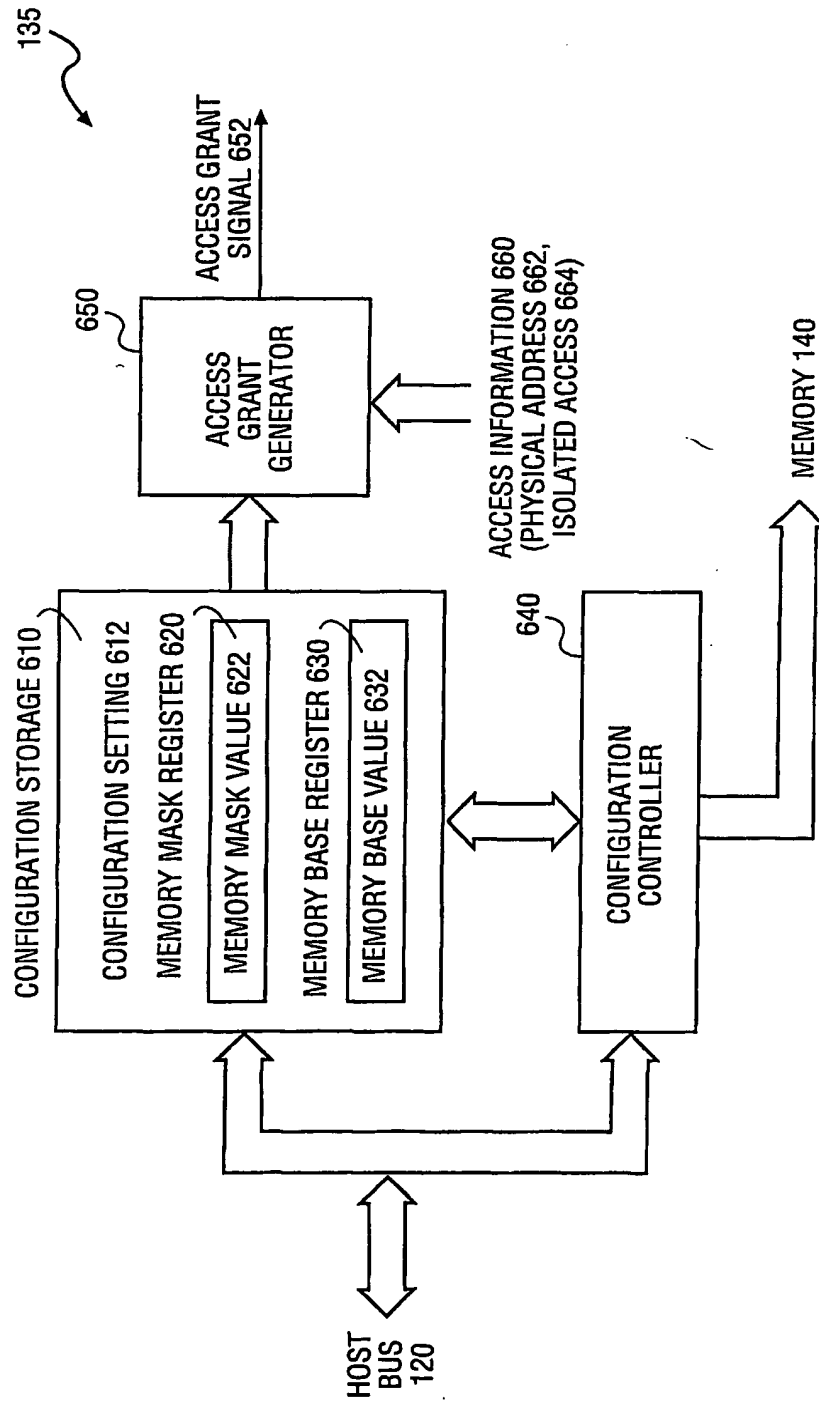 135
CONFIGURATION STORAGE 610
CONFIGURATION SETTING 612
MEMORY MASK REGISTER 620
MEMORY MASK VALUE 622
MEMORY BASE REGISTER 630
MEMORY BASE VALUE 632
650
ACCESS
GRANT
GENERATOR
ACCESS GRANT
SIGNAL 652
ACCESS INFORMATION 660
(PHYSICAL ADDRESS 662,
ISOLATED ACCESS 664)
HOST
BUS
120
640
CONFIGURATION
CONTROLLER
MEMORY 140